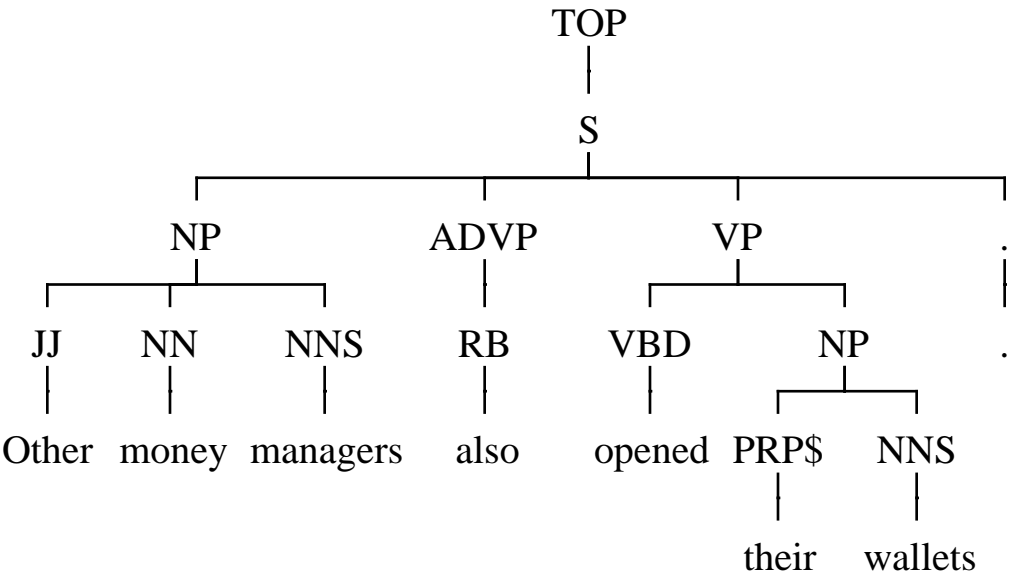 TOP
S
NP ADVP VP .
JJ NN NNS RB VBD NP .
Other money managers also opened PRP$ NNS
their wallets